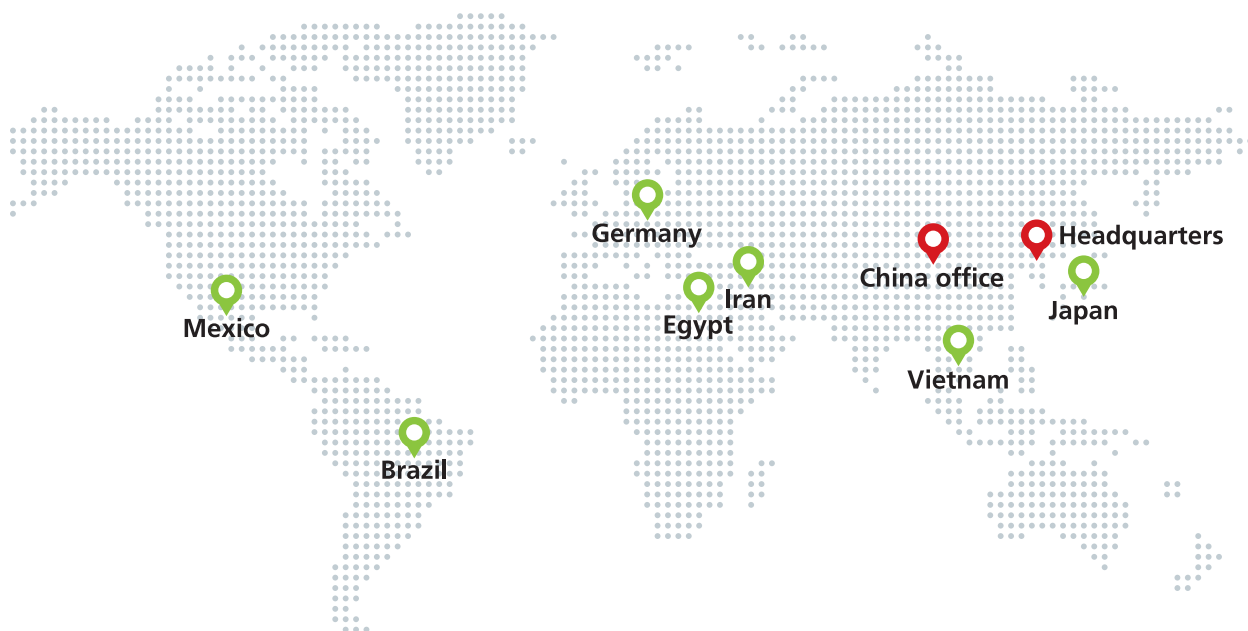 Germany
Headquarters
China office
Iran
Japan
Egypt
Mexico
Vietnam
Brazil